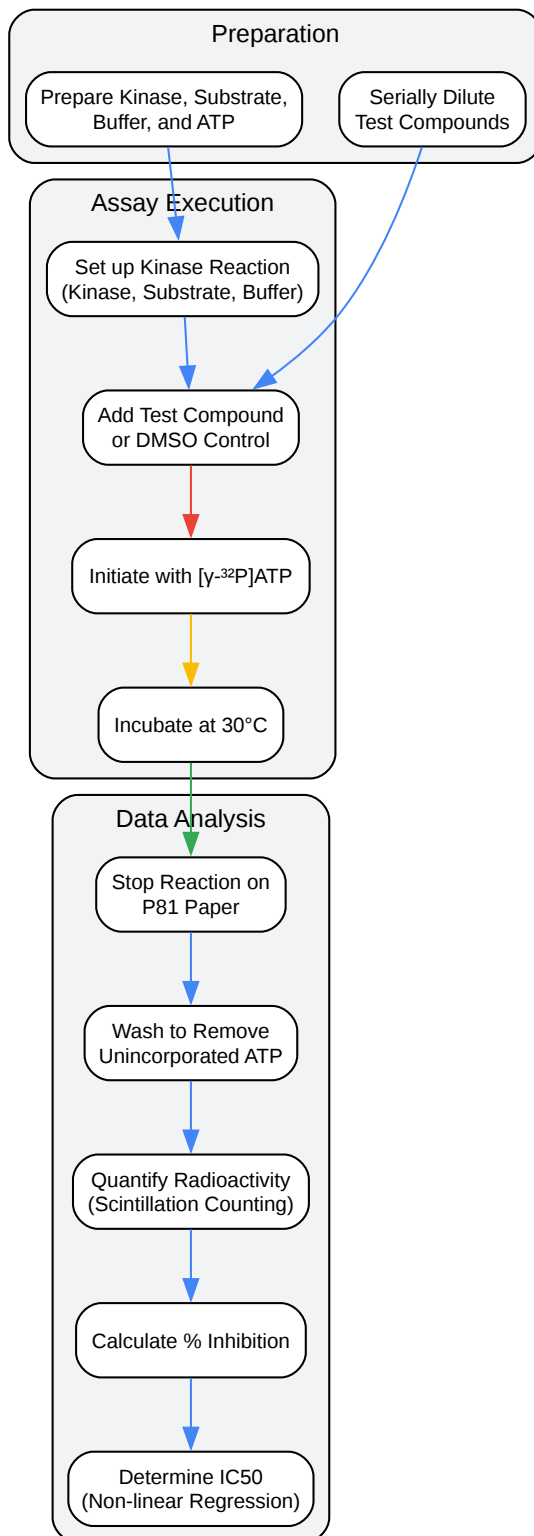 Preparation
Prepare Kinase, Substrate,
Buffer, and ATP
Serially Dilute
Test Compounds
Assay Execution
Set up Kinase Reaction
(Kinase, Substrate, Buffer)
Add Test Compound
or DMSO Control
Initiate with [γ-³²P]ATP
Incubate at 30°C
Data Analysis
Stop Reaction on
P81 Paper
Wash to Remove
Unincorporated ATP
Quantify Radioactivity
(Scintillation Counting)
Calculate % Inhibition
Determine IC50
(Non-linear Regression)